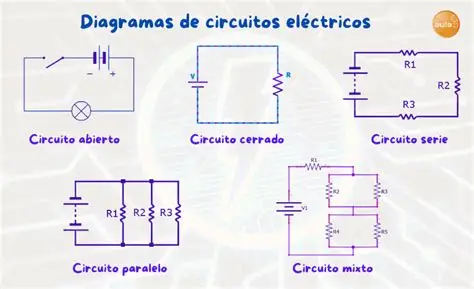 Diagramas de circuitos eléctricos
aula
- +
Circuito abierto
V
R
Circuito cerrado
R1
R2
R3
Circuito serie
R1 R2 R3
Circuito paralelo
R1
R2 R3
V1
R4 R5
Circuito mixto